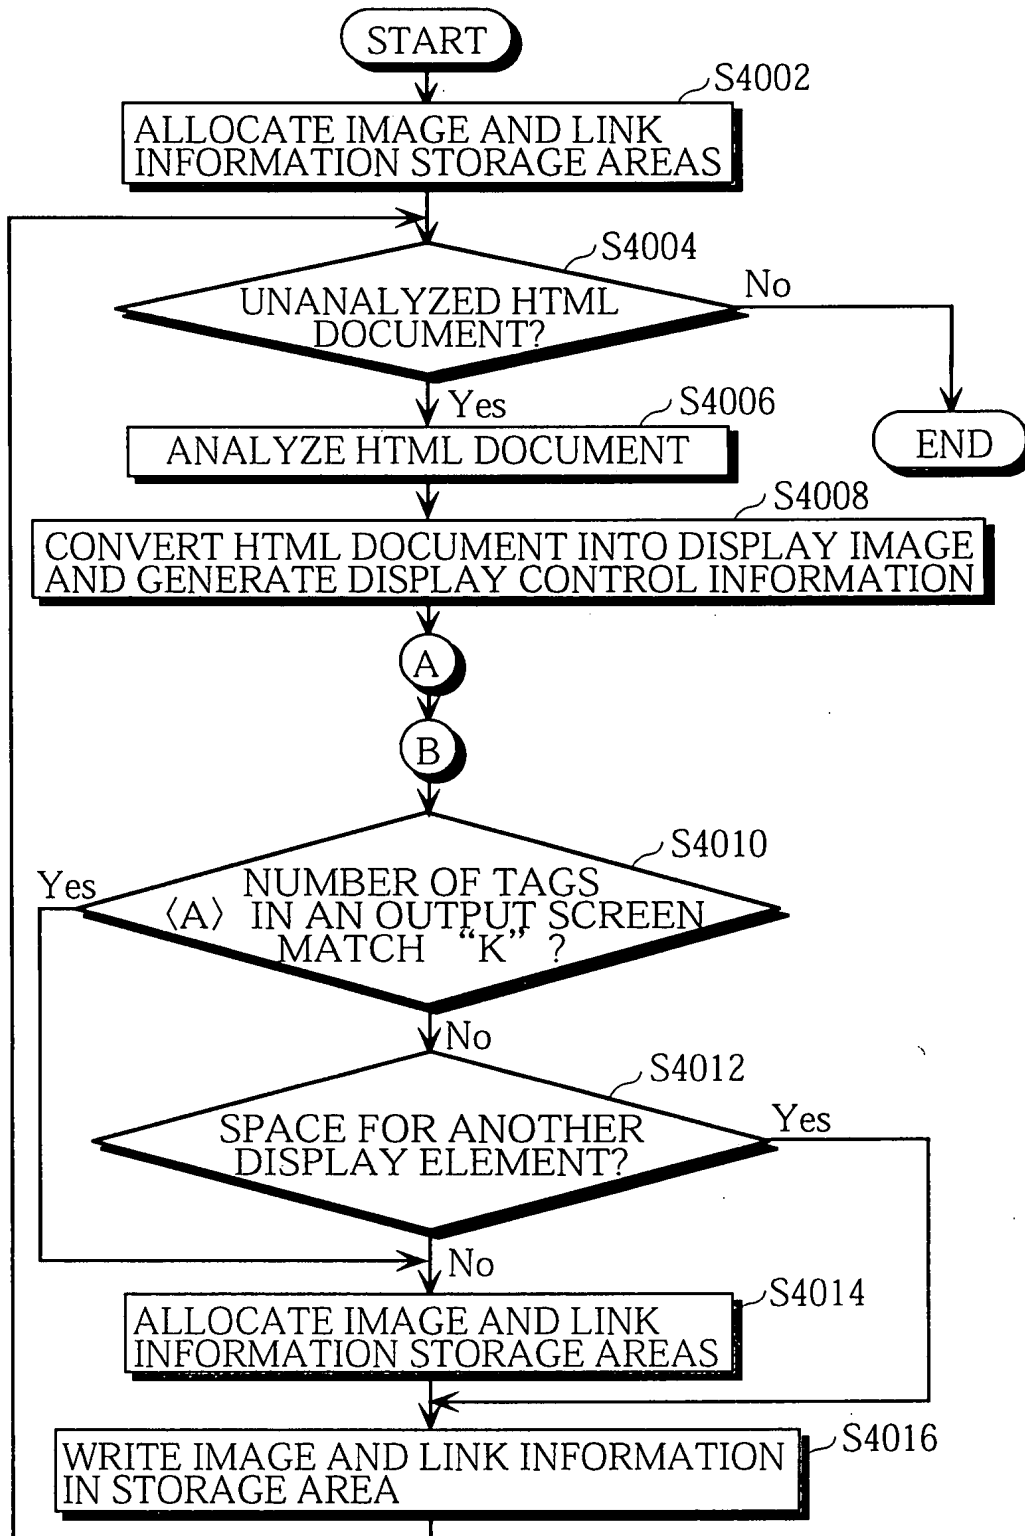 START
S4002
ALLOCATE IMAGE AND LINK
INFORMATION STORAGE AREAS
S4004
No
UNANALYZED HTML
DOCUMENT?
Yes
S4006
ANALYZE HTML DOCUMENT
END
S4008
CONVERT HTML DOCUMENT INTO DISPLAY IMAGE
AND GENERATE DISPLAY CONTROL INFORMATION
A
B
S4010
Yes
NUMBER OF TAGS
〈A〉 IN AN OUTPUT SCREEN
MATCH “K” ?
No
S4012
Yes
SPACE FOR ANOTHER
DISPLAY ELEMENT?
No
S4014
ALLOCATE IMAGE AND LINK
INFORMATION STORAGE AREAS
S4016
WRITE IMAGE AND LINK INFORMATION
IN STORAGE AREA